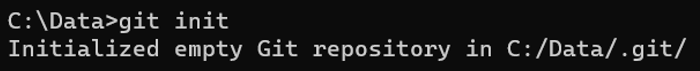 C:\Data>git init
Initialized empty Git repository in C:/Data/.git/